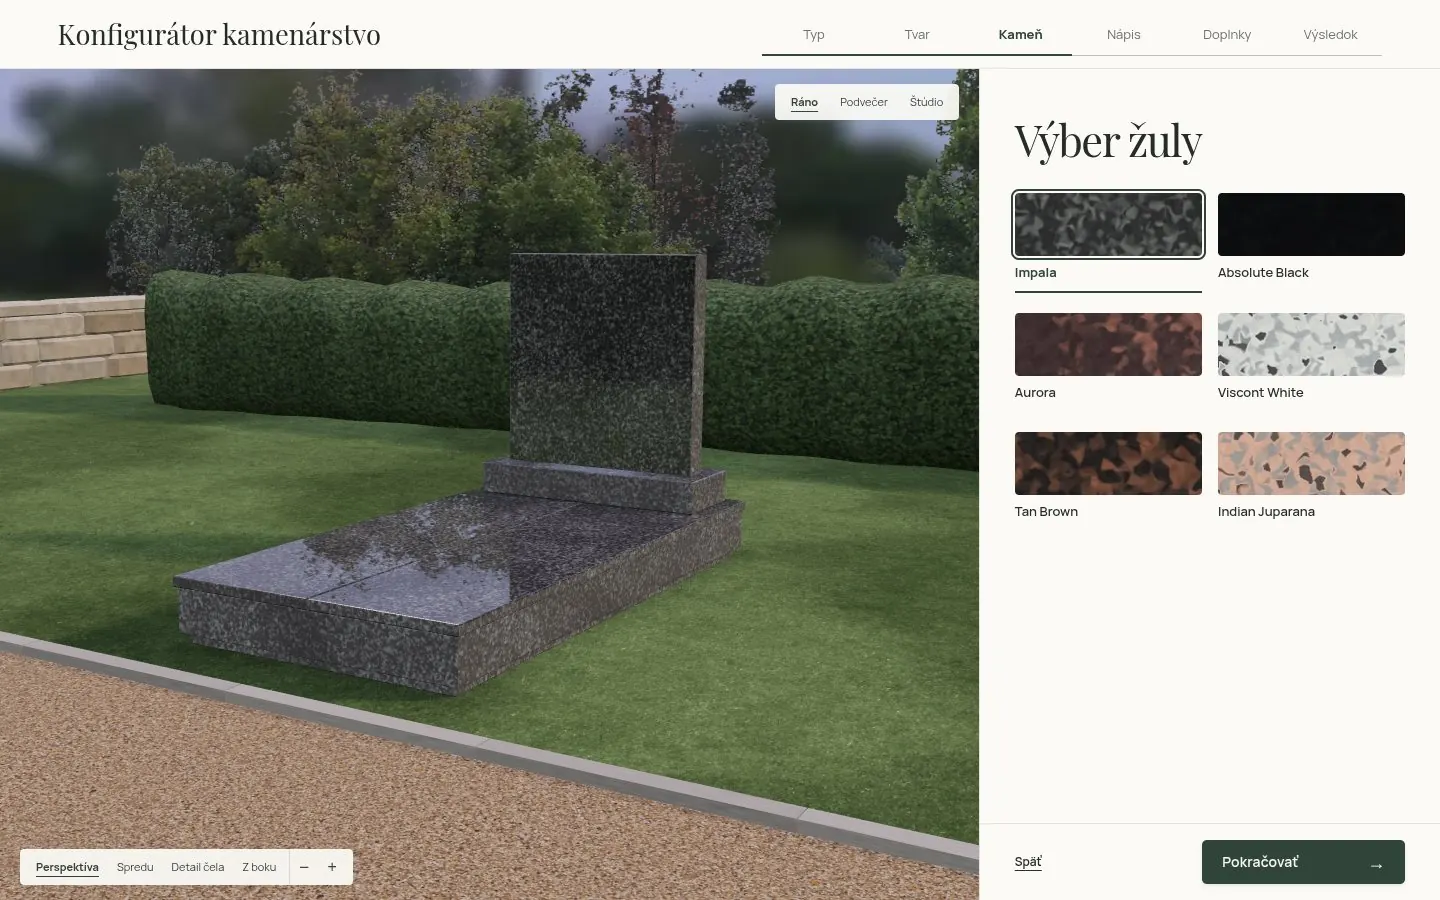 Konfigurátor kamenárstvo
Typ
Tvar
Kameň
Nápis
Doplnky
Výsledok
Ráno
Podvečer
Štúdio
Výber žuly
Impala
Absolute Black
Aurora
Viscont White
Tan Brown
Indian Juparana
Perspektíva
Spredu
Detail čela
Z boku
−
+
Späť
Pokračovať →